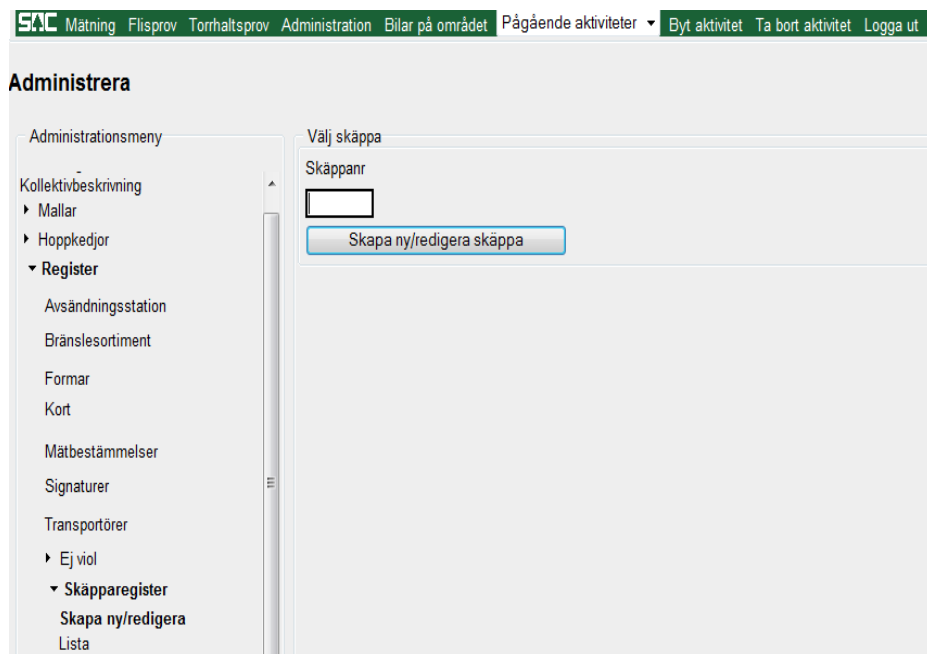 SDC Mätning Flisprov Torrhaltsprov Administration Bilar på området Pågående aktiviteter Byt aktivitet Ta bort aktivitet Logga ut
Administrera
Administrationsmeny
Kollektivbeskrivning
Mallar
Hoppkedjor
Register
Avsändningsstation
Bränslesortiment
Formar
Kort
Mätbestämmelser
Signaturer
Transportörer
Ej viol
Skäpparegister
Skapa ny/redigera
Lista
Välj skäppa
Skäppanr
Skapa ny/redigera skäppa